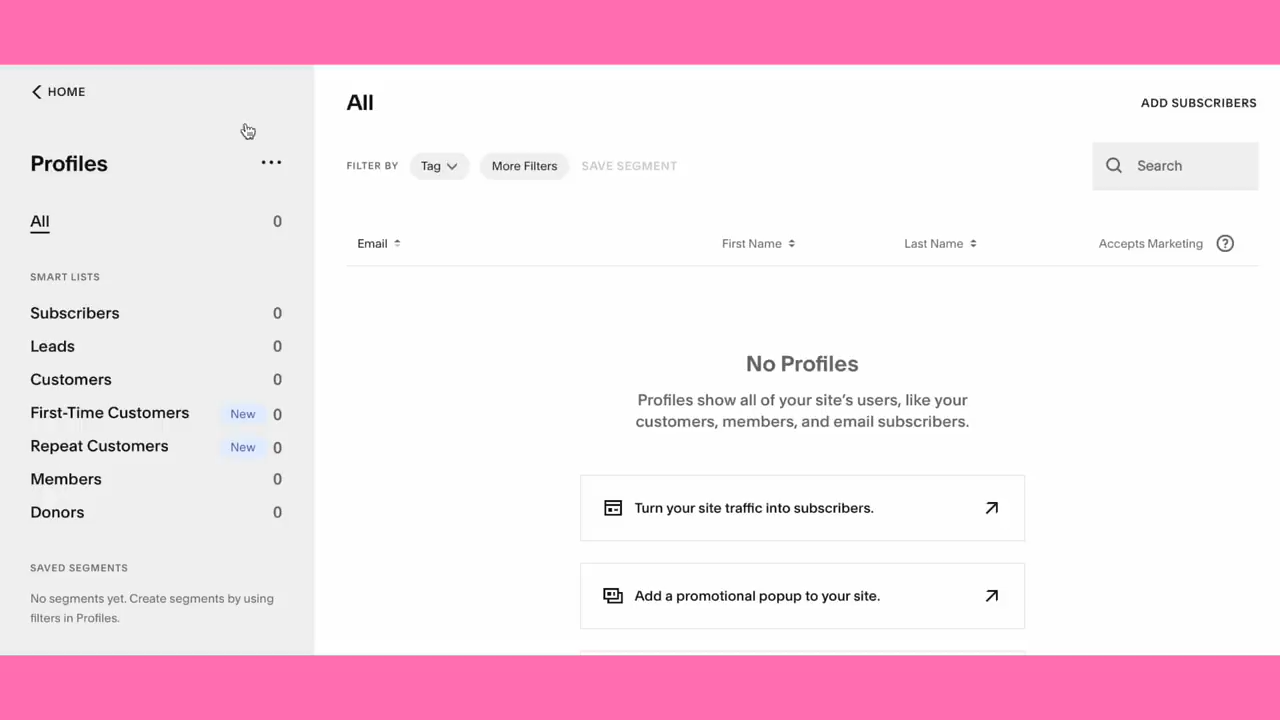 HOME
Profiles
All 0
SMART LISTS
Subscribers 0
Leads 0
Customers 0
First-Time Customers New 0
Repeat Customers New 0
Members 0
Donors 0
SAVED SEGMENTS
No segments yet. Create segments by using
filters in Profiles.
All
ADD SUBSCRIBERS
FILTER BY Tag More Filters SAVE SEGMENT
Search
Email First Name Last Name Accepts Marketing ?
No Profiles
Profiles show all of your site's users, like your
customers, members, and email subscribers.
Turn your site traffic into subscribers.
Add a promotional popup to your site.